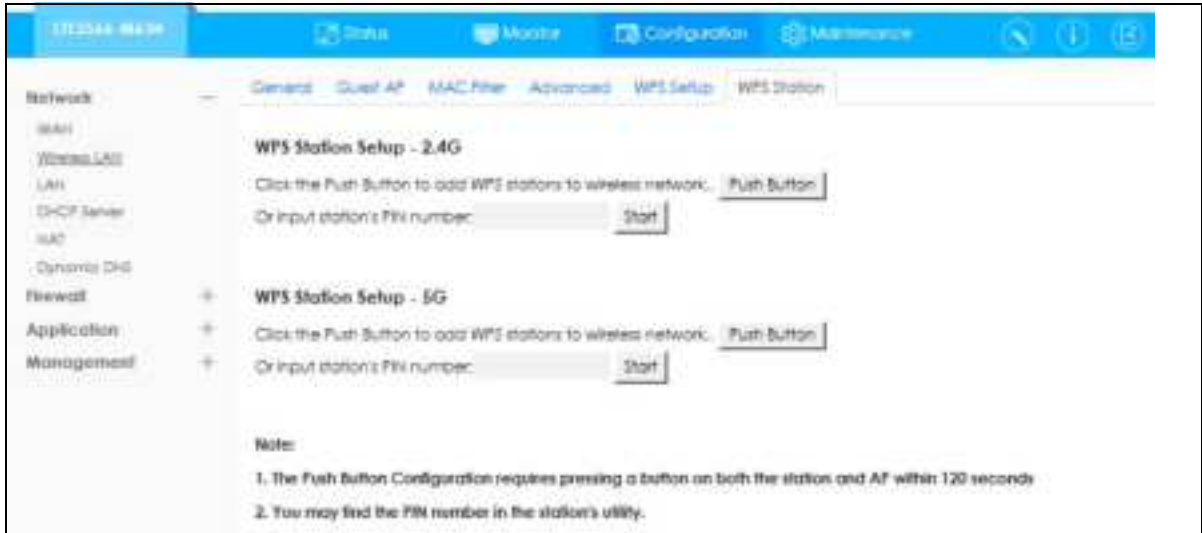 Status Monitor Configuration Maintenance
General Guest AP MAC Filter Advanced WPS Setup WPS Station
Network
WAN
Wireless LAN
LAN
DHCP Server
NAT
Dynamic DNS
Firewall
Application
Management
WPS Station Setup - 2.4G
Click the Push Button to add WPS stations to wireless network. Push Button
Or input station's PIN number: Start
WPS Station Setup - 5G
Click the Push Button to add WPS stations to wireless network. Push Button
Or input station's PIN number: Start
Note:
1. The Push Button Configuration requires pressing a button on both the station and AP within 120 seconds
2. You may find the PIN number in the station's utility.